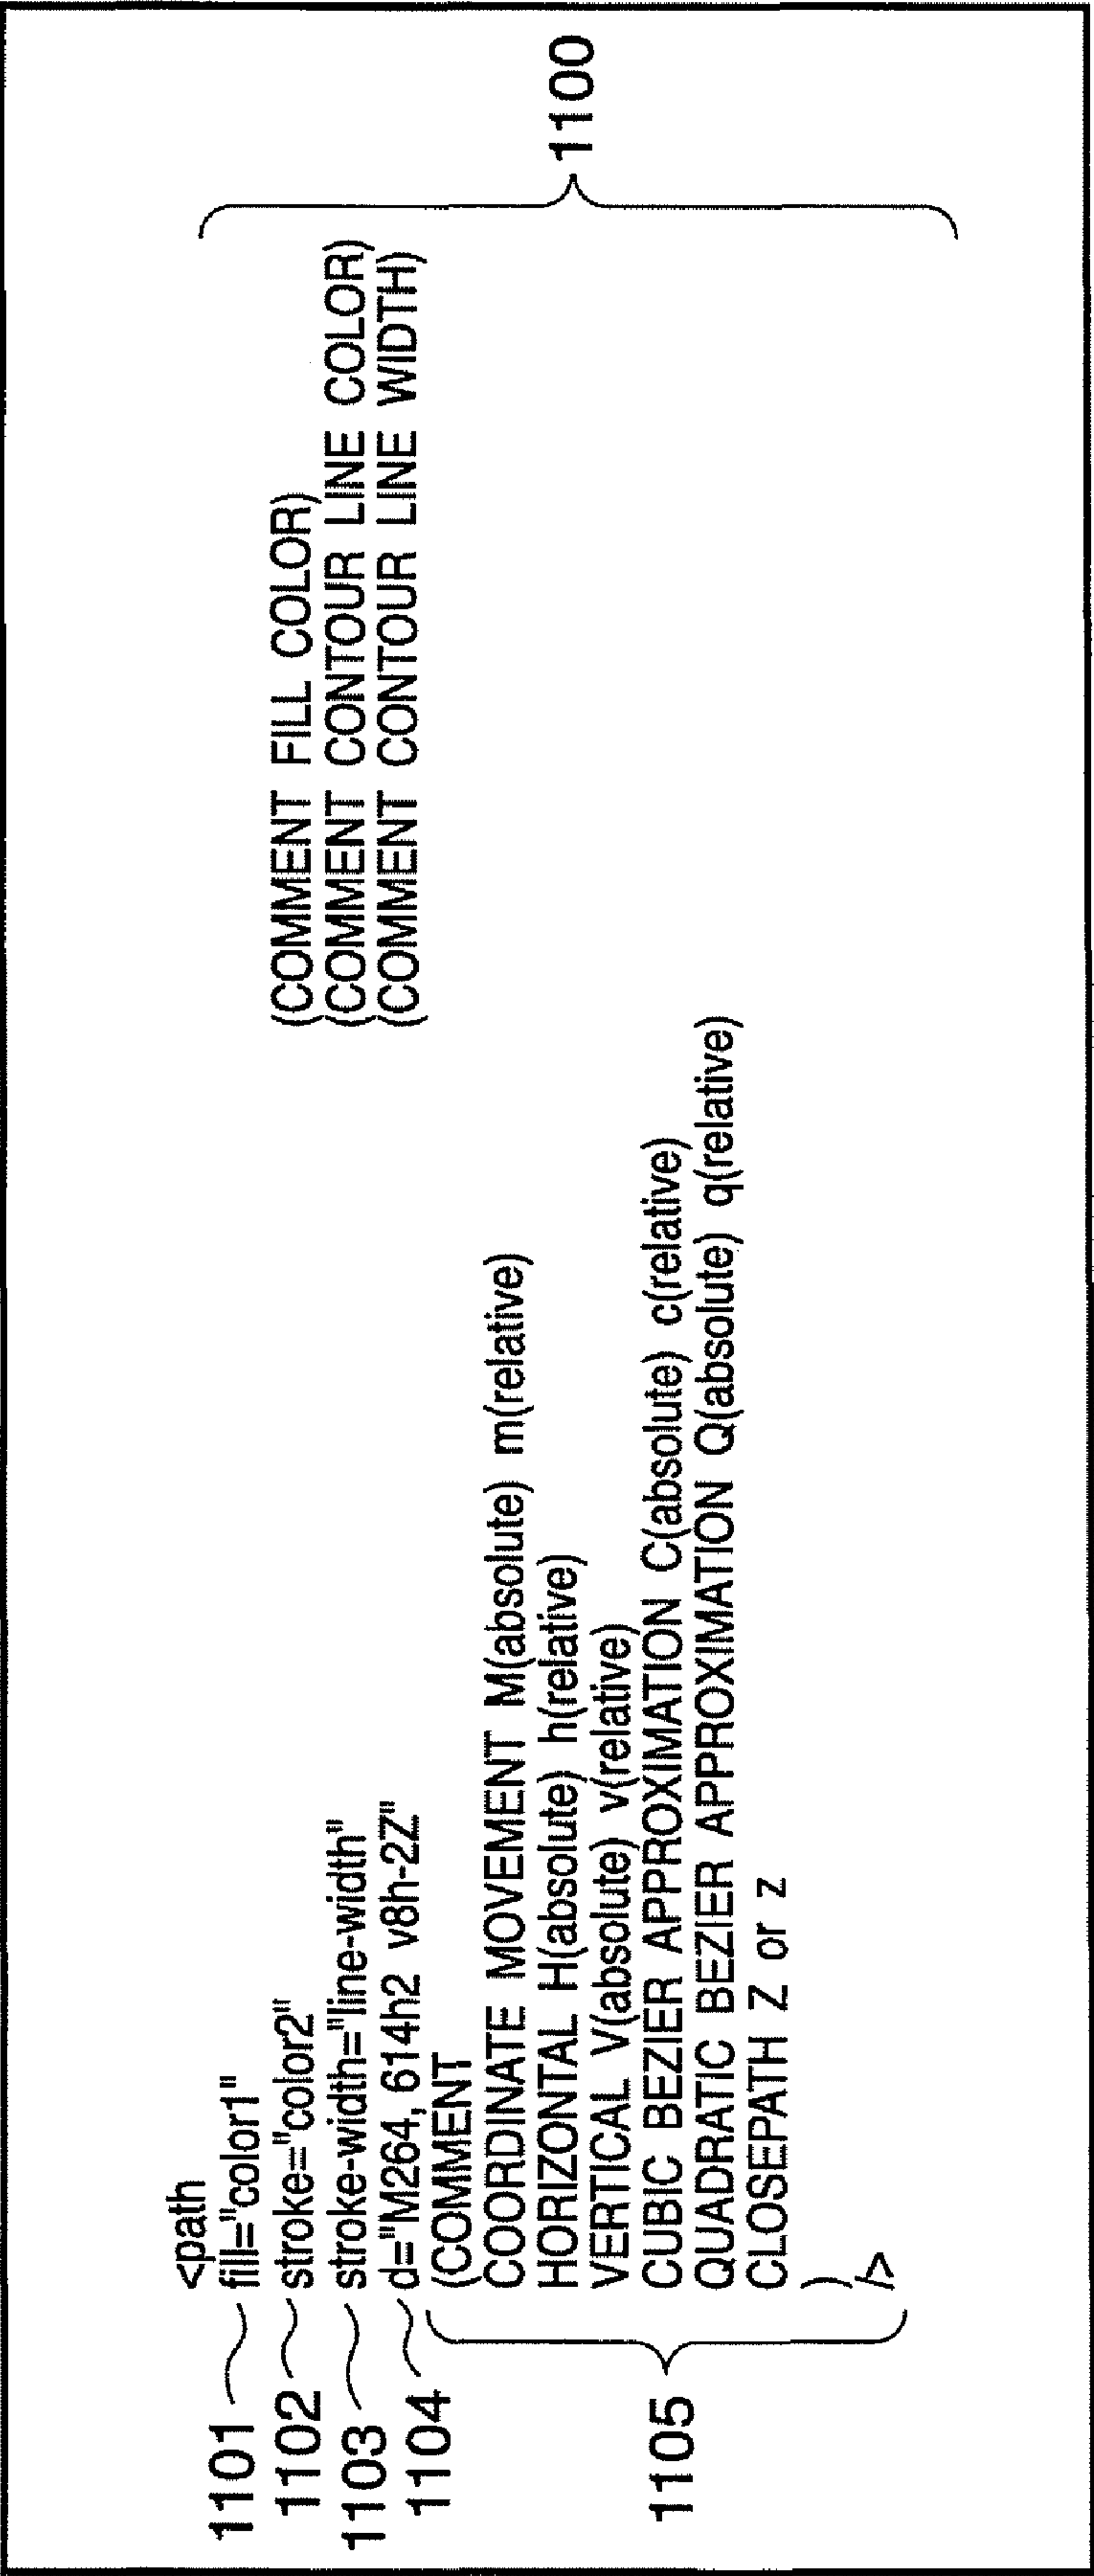 <path
1101 fill="color1" (COMMENT FILL COLOR)
1102 stroke="color2" (COMMENT CONTOUR LINE COLOR)
1103 stroke-width="line-width" (COMMENT CONTOUR LINE WIDTH)
1104 d="M264, 614h2 v8h-2Z"
(COMMENT
COORDINATE MOVEMENT M(absolute) m(relative)
HORIZONTAL H(absolute) h(relative)
VERTICAL V(absolute) v(relative)
CUBIC BEZIER APPROXIMATION C(absolute) c(relative)
QUADRATIC BEZIER APPROXIMATION Q(absolute) q(relative)
CLOSEPATH Z or z
)
/>
1105
1100